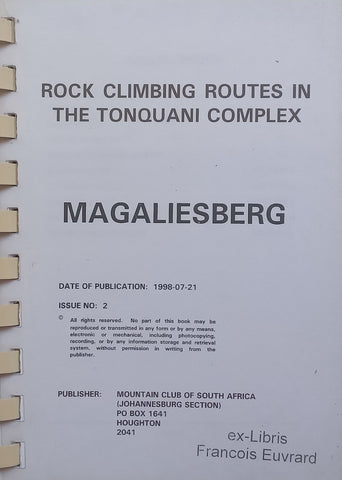 ROCK CLIMBING ROUTES IN
THE TONQUANI COMPLEX
MAGALIESBERG
DATE OF PUBLICATION: 1998-07-21
ISSUE NO: 2
© All rights reserved. No part of this book may be
reproduced or transmitted in any form or by any means,
electronic or mechanical, including photocopying,
recording, or by any information storage and retrieval
system, without permission in writing from the
publisher.
PUBLISHER: MOUNTAIN CLUB OF SOUTH AFRICA
(JOHANNESBURG SECTION)
PO BOX 1641
HOUGHTON
2041
ex-Libris
Francois Euvrard